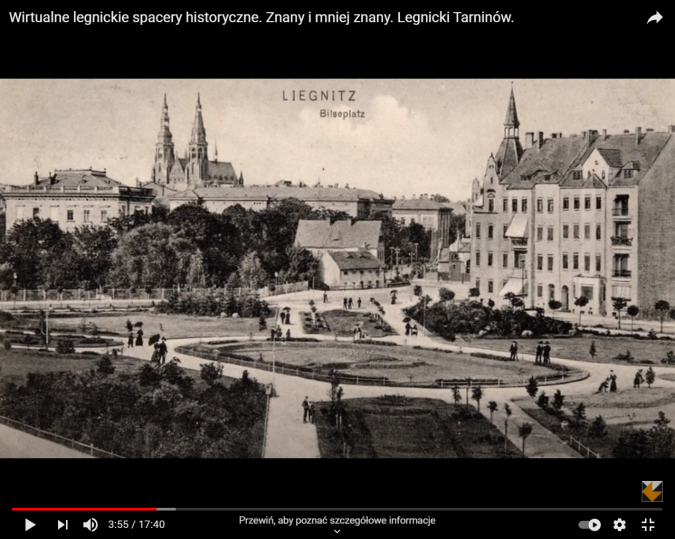 Wirtualne legnickie spacery historyczne. Znany i mniej znany. Legnicki Tarninów.
LIEGNITZ
Bilseplatz
3:55 / 17:40
Przewiń, aby poznać szczegółowe informacje